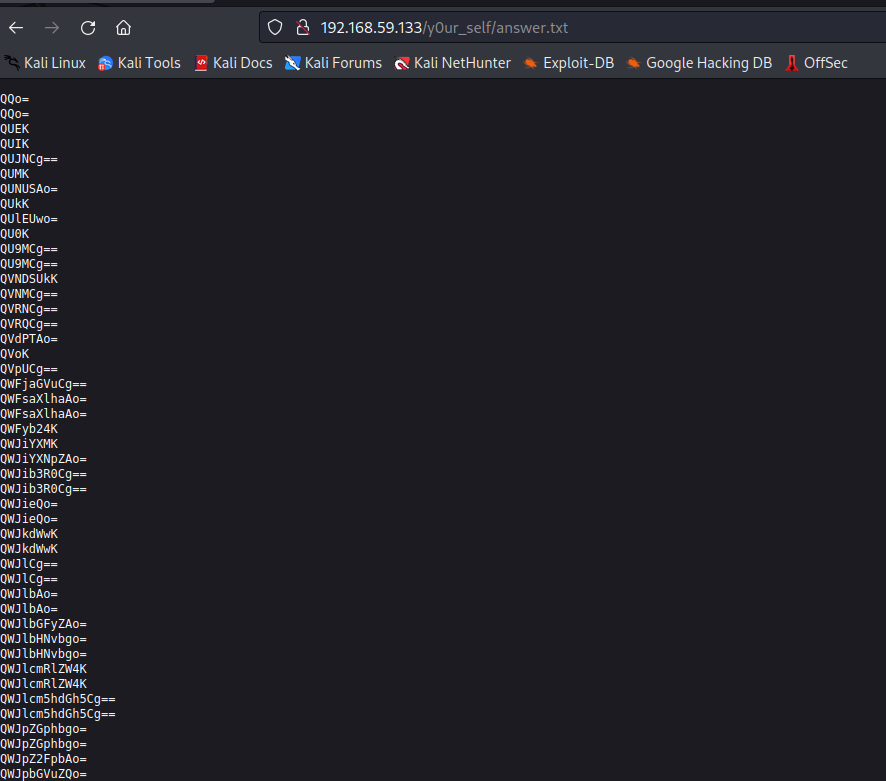 192.168.59.133/y0ur_self/answer.txt
Kali Linux Kali Tools Kali Docs Kali Forums Kali NetHunter Exploit-DB Google Hacking DB OffSec
QQo=
QQo=
QUEK
QUIK
QUJNCg==
QUMK
QUNUSAo=
QUkK
QUlEUwo=
QU0K
QU9MCg==
QU9MCg==
QVNDSUkK
QVNMCg==
QVRNCg==
QVRQCg==
QVdPTAo=
QVoK
QVpUCg==
QWFjaGVuCg==
QWFsaXlhaAo=
QWFsaXlhaAo=
QWFyb24K
QWJiYXMK
QWJiYXNpZAo=
QWJib3R0Cg==
QWJib3R0Cg==
QWJieQo=
QWJieQo=
QWJkdWwK
QWJkdWwK
QWJlCg==
QWJlCg==
QWJlbAo=
QWJlbAo=
QWJlbGFyZAo=
QWJlbHNvbgo=
QWJlbHNvbgo=
QWJlcmRlZW4K
QWJlcmRlZW4K
QWJlcm5hdGh5Cg==
QWJlcm5hdGh5Cg==
QWJpZGphbgo=
QWJpZGphbgo=
QWJpZ2FpbAo=
QWJpbGVuZQo=